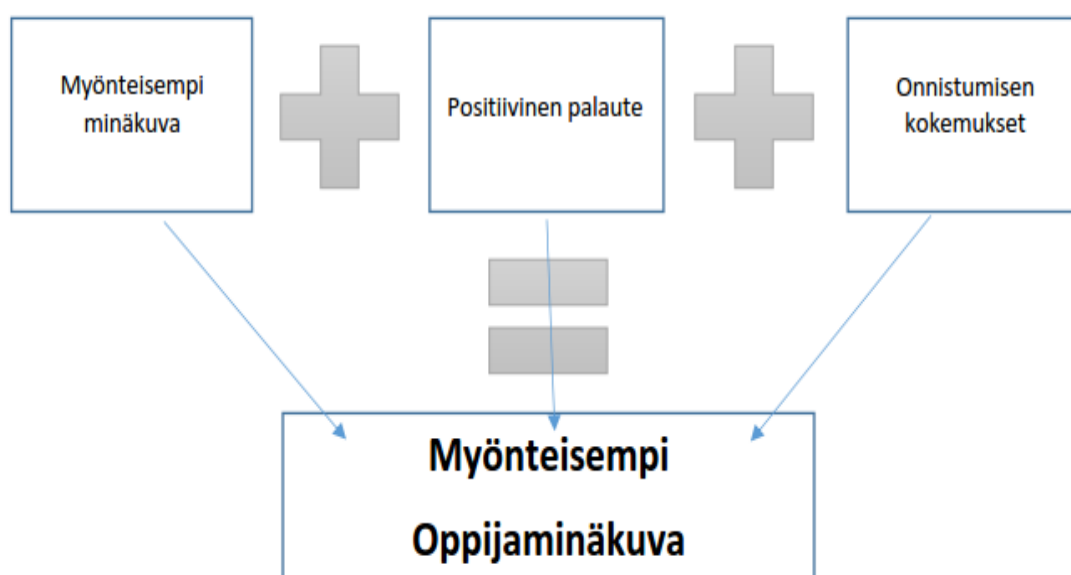 Myönteisempi
minäkuva
Positiivinen palaute
Onnistumisen
kokemukset
Myönteisempi
Oppijaminäkuva